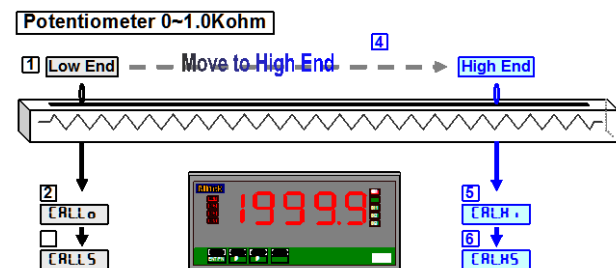 Potentiometer 0~1.0Kohm
4
1 Low End Move to High End High End
2 5
CALLo 1999.9 CALHi
6
CALLS CALHS